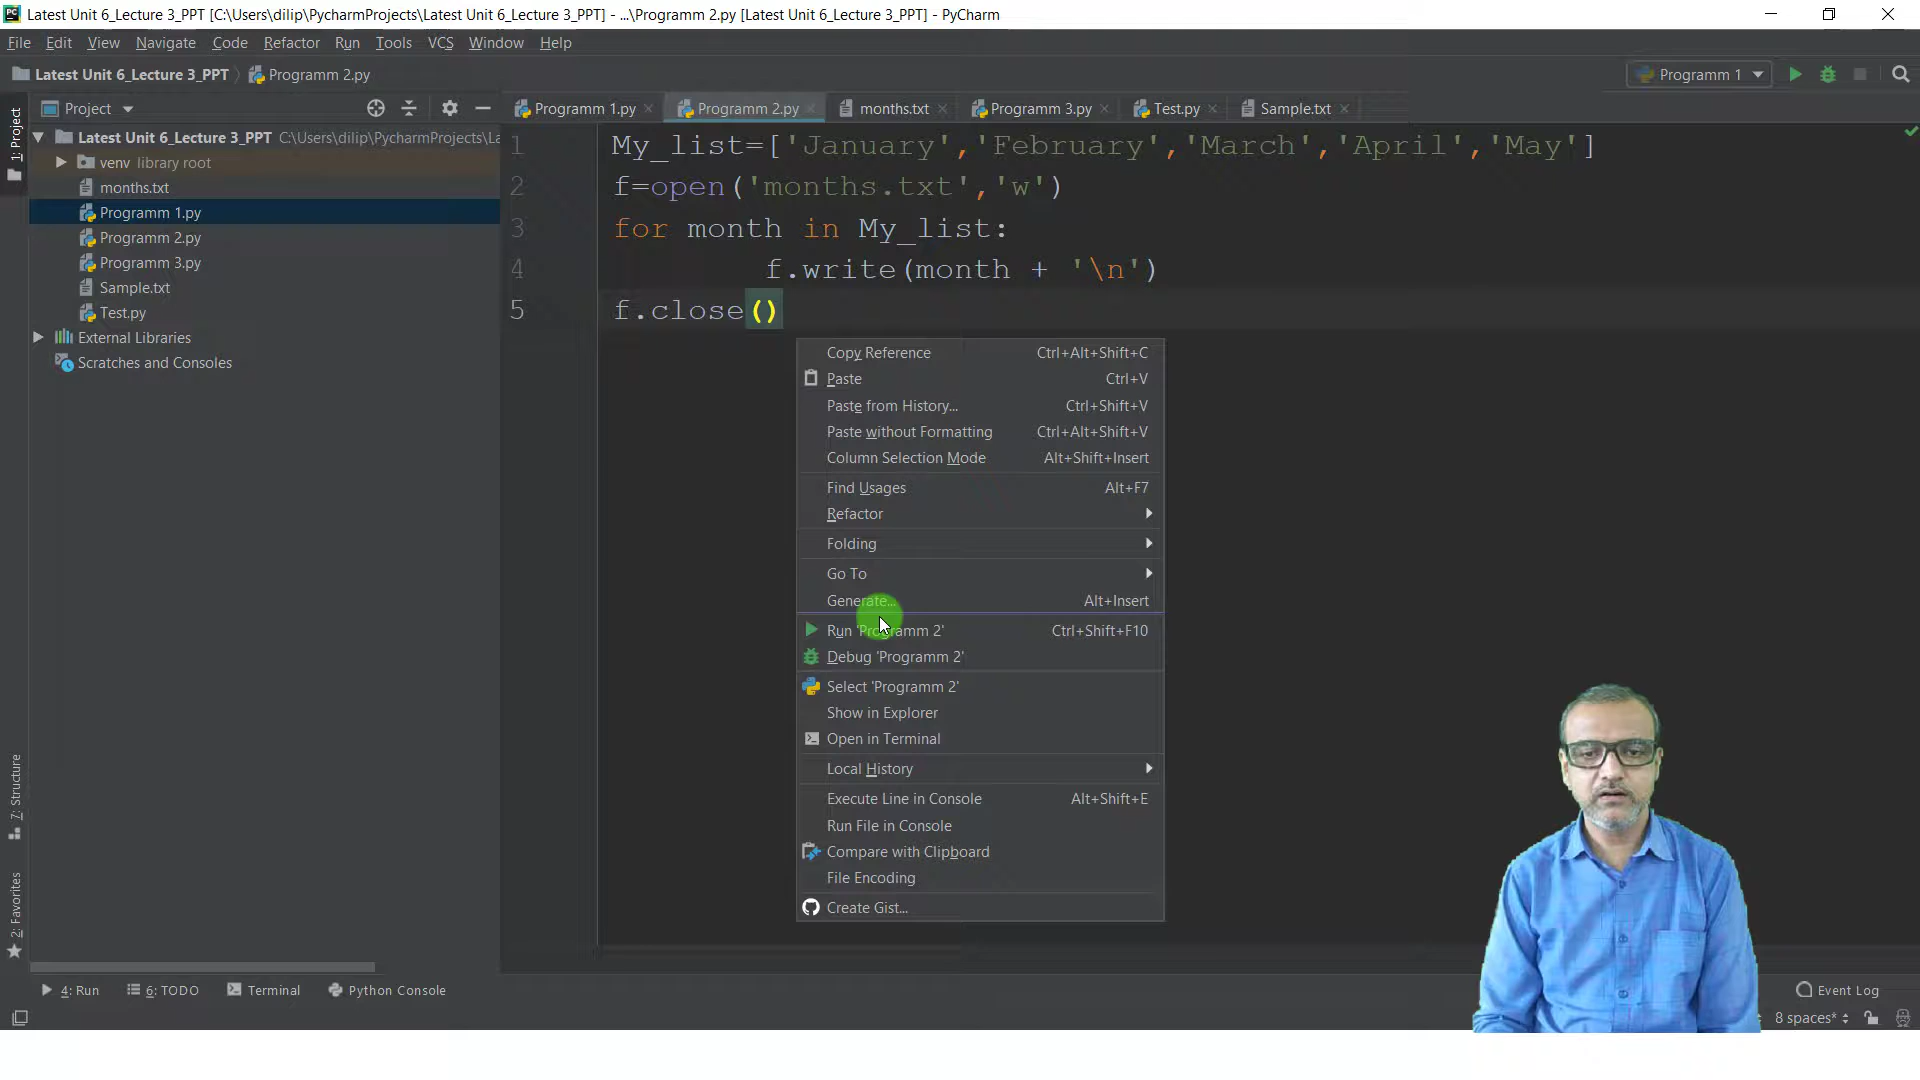 Latest Unit 6_Lecture 3_PPT [C:\Users\dilip\PycharmProjects\Latest Unit 6_Lecture 3_PPT] - ...\Programm 2.py [Latest Unit 6_Lecture 3_PPT] - PyCharm
File Edit View Navigate Code Refactor Run Tools VCS Window Help
Latest Unit 6_Lecture 3_PPT Programm 2.py Programm 1
Project
Programm 1.py Programm 2.py months.txt Programm 3.py Test.py Sample.txt
1: Project
Latest Unit 6_Lecture 3_PPT C:\Users\dilip\PycharmProjects\La
venv library root
months.txt
Programm 1.py
Programm 2.py
Programm 3.py
Sample.txt
Test.py
External Libraries
Scratches and Consoles
1 My_list=['January','February','March','April','May']
2 f=open('months.txt','w')
3 for month in My_list:
4 f.write(month + '\n')
5 f.close()
Copy Reference Ctrl+Alt+Shift+C
Paste Ctrl+V
Paste from History... Ctrl+Shift+V
Paste without Formatting Ctrl+Alt+Shift+V
Column Selection Mode Alt+Shift+Insert
Find Usages Alt+F7
Refactor
Folding
Go To
Generate... Alt+Insert
Run 'Programm 2' Ctrl+Shift+F10
Debug 'Programm 2'
Select 'Programm 2'
Show in Explorer
Open in Terminal
Local History
Execute Line in Console Alt+Shift+E
Run File in Console
Compare with Clipboard
File Encoding
Create Gist...
7: Structure
2: Favorites
4: Run 6: TODO Terminal Python Console Event Log
8 spaces*